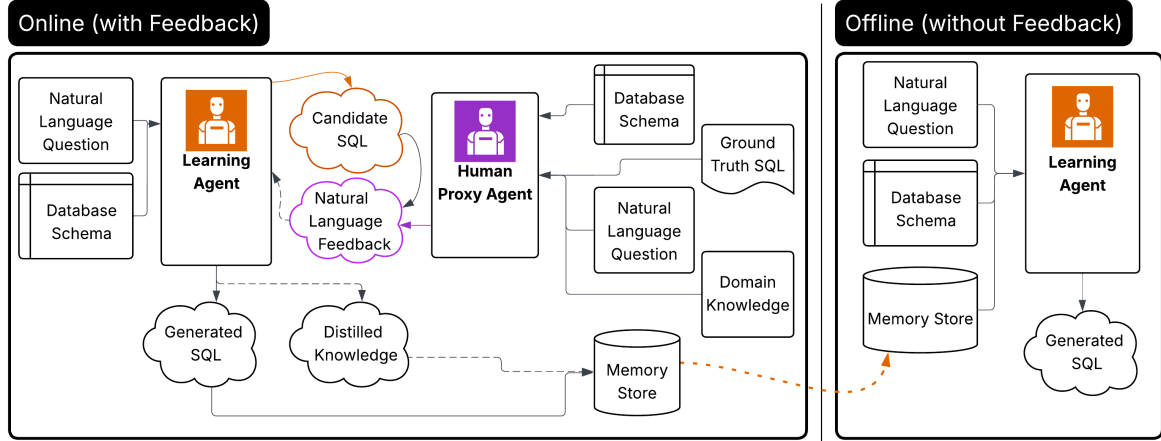 Online (with Feedback)
Natural
Language
Question
Database
Schema
Learning
Agent
Candidate
SQL
Natural
Language
Feedback
Human
Proxy Agent
Database
Schema
Ground
Truth SQL
Natural
Language
Question
Domain
Knowledge
Generated
SQL
Distilled
Knowledge
Memory
Store
Offline (without Feedback)
Natural
Language
Question
Database
Schema
Memory Store
Learning
Agent
Generated
SQL